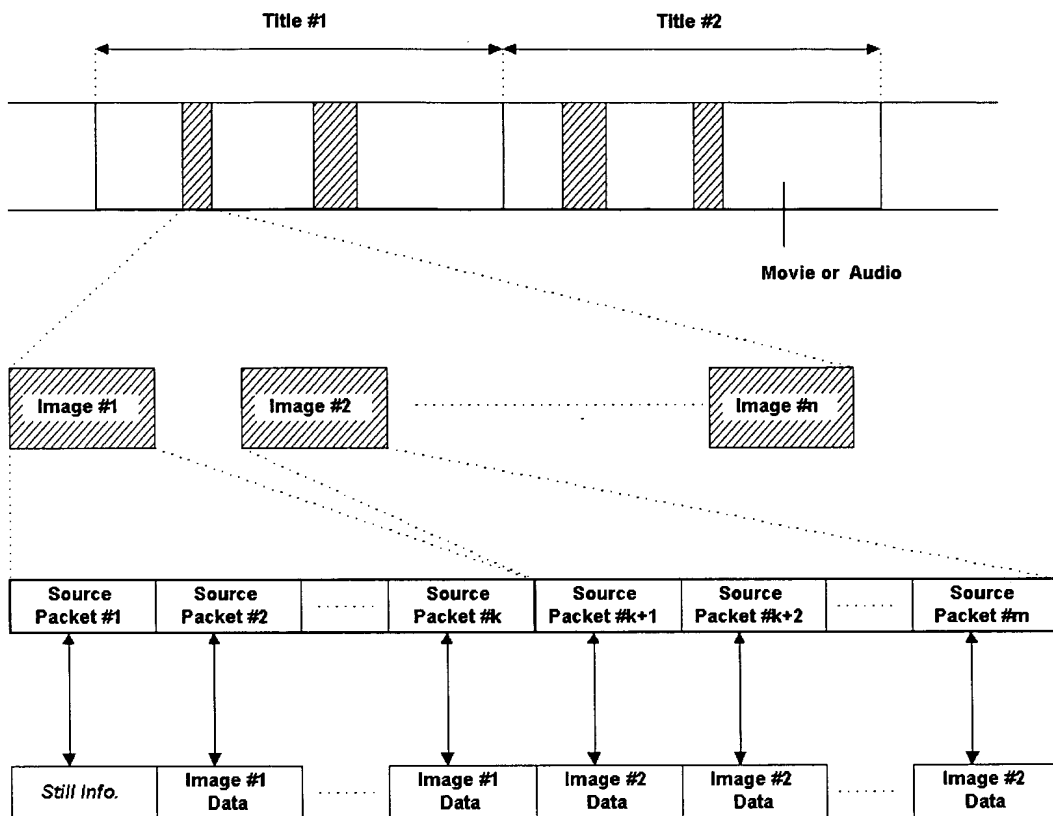 Title #1
Title #2
Movie or Audio
Image #1
Image #2
Image #n
Source
Packet #1
Source
Packet #2
Source
Packet #k
Source
Packet #k+1
Source
Packet #k+2
Source
Packet #m
Still Info.
Image #1
Data
Image #1
Data
Image #2
Data
Image #2
Data
Image #2
Data